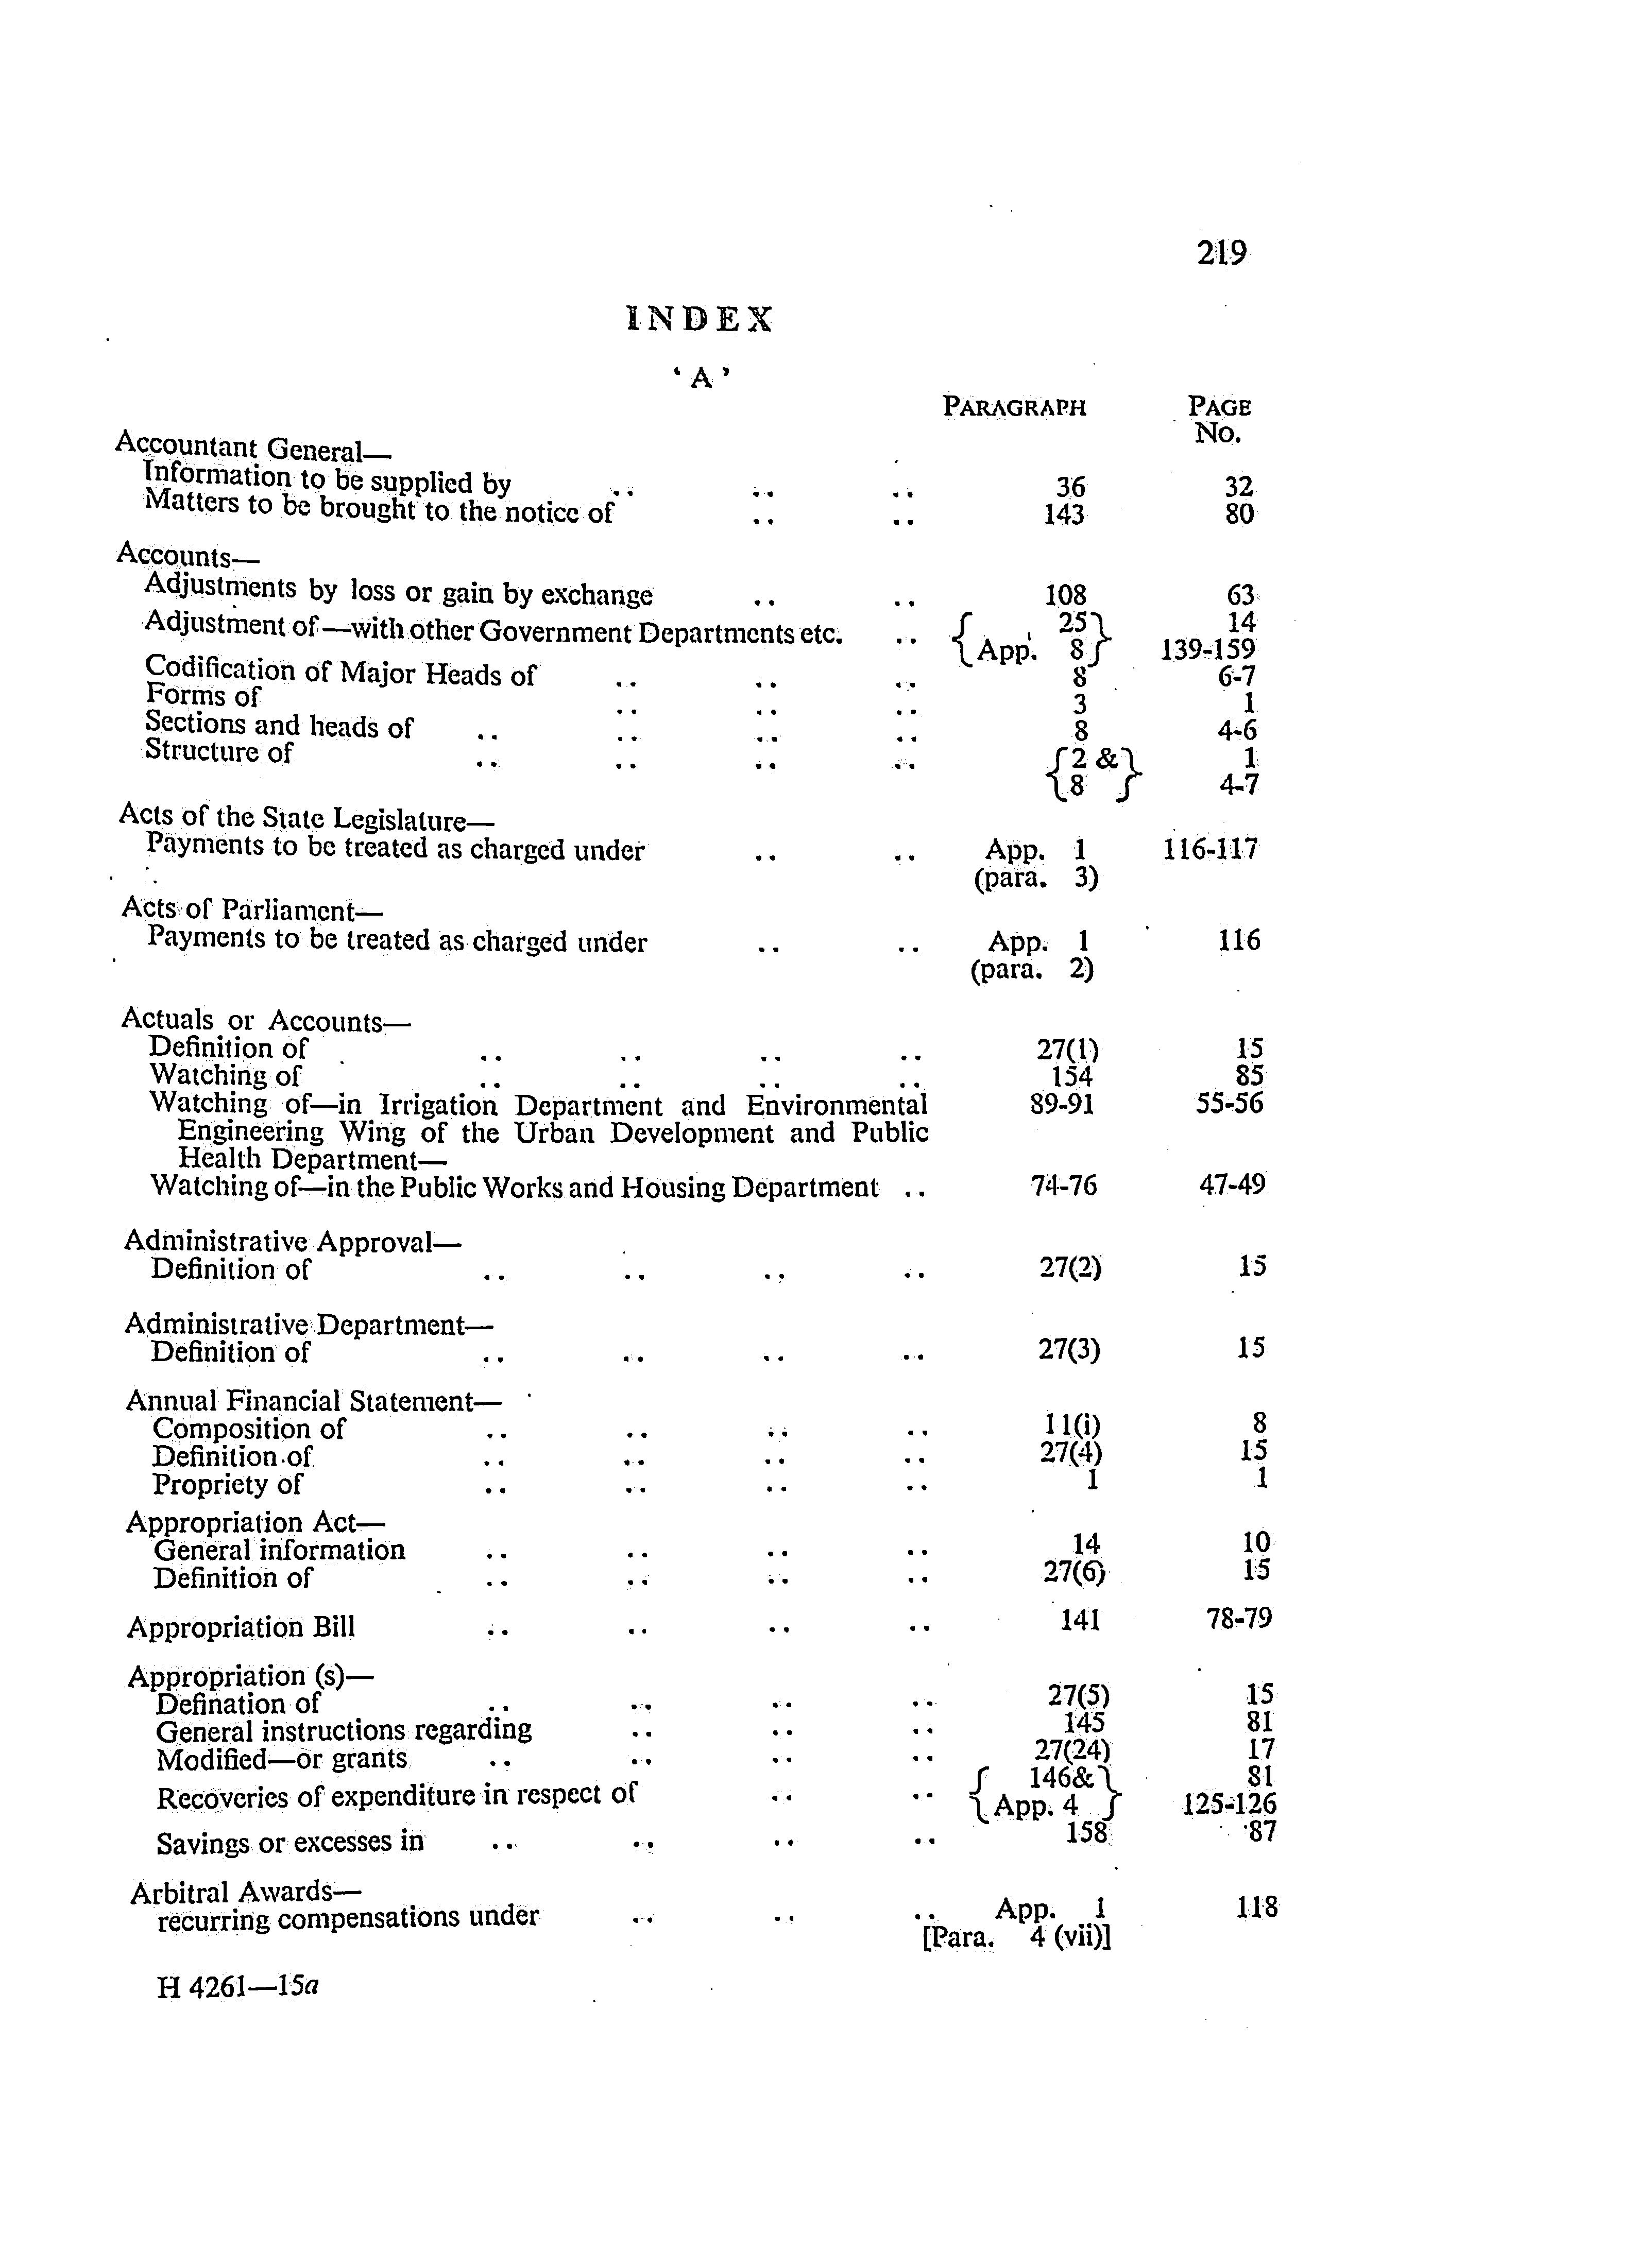 219
INDEX
‘ A ’
PARAGRAPH PAGE
No.
Accountant General—
Information to be supplied by .. .. .. 36 32
Matters to be brought to the notice of .. .. 143 80
Accounts—
Adjustments by loss or gain by exchange .. .. 108 63
Adjustment of—with other Government Departments etc. .. { 25 } 14
{ App. 8 } 139-159
Codification of Major Heads of .. .. .. 8 6-7
Forms of .. .. .. 3 1
Sections and heads of .. .. .. .. 8 4-6
Structure of .. .. .. .. { 2 & } 1
{ 8 } 4-7
Acts of the State Legislature—
Payments to be treated as charged under .. .. App. 1 116-117
(para. 3)
Acts of Parliament—
Payments to be treated as charged under .. .. App. 1 116
(para. 2)
Actuals or Accounts—
Definition of .. .. .. .. 27(1) 15
Watching of .. .. .. .. 154 85
Watching of—in Irrigation Department and Environmental 89-91 55-56
Engineering Wing of the Urban Development and Public
Health Department—
Watching of—in the Public Works and Housing Department .. 74-76 47-49
Administrative Approval—
Definition of .. .. .. .. 27(2) 15
Administrative Department—
Definition of .. .. .. .. 27(3) 15
Annual Financial Statement—
Composition of .. .. .. .. 11(i) 8
Definition of .. .. .. .. 27(4) 15
Propriety of .. .. .. .. 1 1
Appropriation Act—
General information .. .. .. .. 14 10
Definition of .. .. .. .. 27(6) 15
Appropriation Bill .. .. .. .. 141 78-79
Appropriation (s)—
Defination of .. .. .. .. 27(5) 15
General instructions regarding .. .. .. 145 81
Modified—or grants .. .. .. .. 27(24) 17
Recoveries of expenditure in respect of .. .. { 146& } 81
{ App. 4 } 125-126
Savings or excesses in .. .. .. .. 158 87
Arbitral Awards—
recurring compensations under .. .. .. App. 1 118
[Para. 4 (vii)]
H 4261—15a